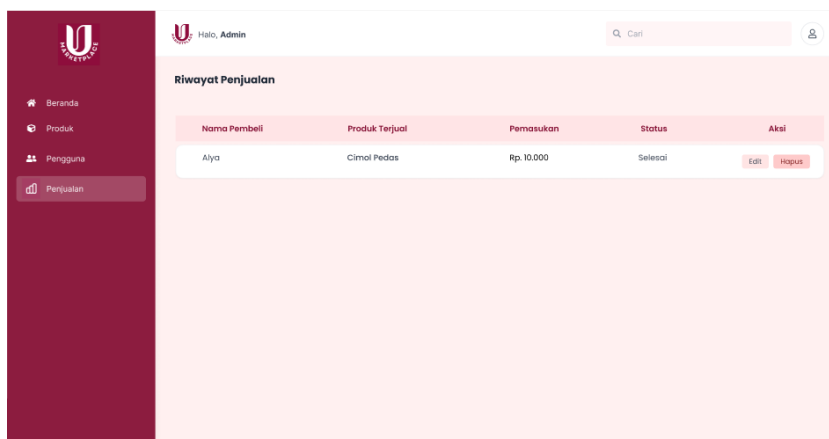 U
MARKETPLACE
Halo, Admin
Cari
Riwayat Penjualan
Beranda
Produk
Pengguna
Penjualan
Nama Pembeli Produk Terjual Pemasukan Status Aksi
Alya Cimol Pedas Rp. 10.000 Selesai Edit Hapus